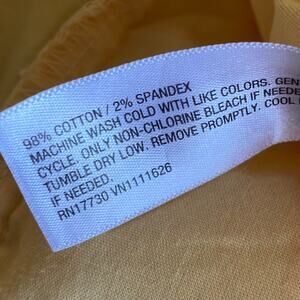 98% COTTON / 2% SPANDEX
MACHINE WASH COLD WITH LIKE COLORS. GEN
CYCLE. ONLY NON-CHLORINE BLEACH IF NEEDE
TUMBLE DRY LOW. REMOVE PROMPTLY. COOL
IF NEEDED.
RN17730 VN1111626